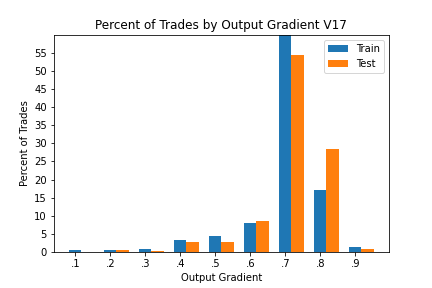 Percent of Trades by Output Gradient V17
Train
Test
Percent of Trades
55
50
45
40
35
30
25
20
15
10
5
0
.1 .2 .3 .4 .5 .6 .7 .8 .9
Output Gradient